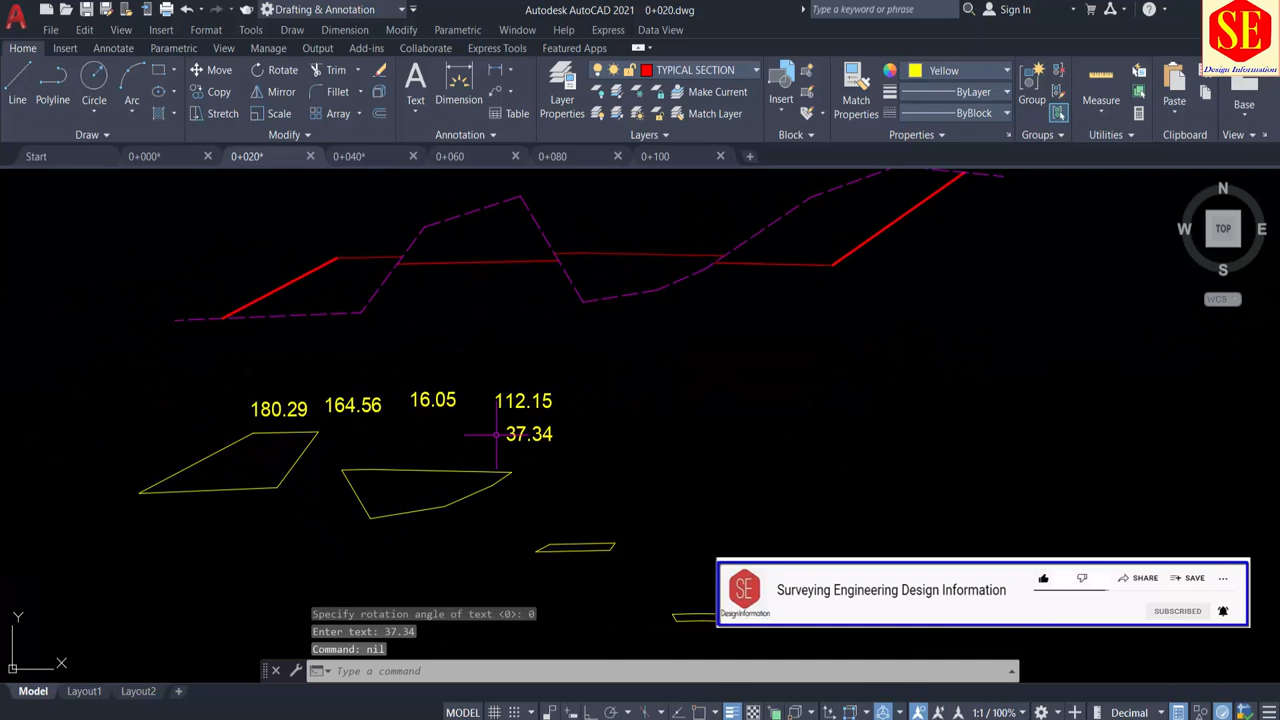 Drafting & Annotation
Autodesk AutoCAD 2021 0+020.dwg
Type a keyword or phrase
Sign In
SE
Design Information
File Edit View Insert Format Tools Draw Dimension Modify Parametric Window Help Express Data View
Home Insert Annotate Parametric View Manage Output Add-ins Collaborate Express Tools Featured Apps
Line Polyline Circle Arc
Move Rotate Trim
Copy Mirror Fillet
Stretch Scale Array
Text Dimension
Table
Layer Properties
TYPICAL SECTION
Make Current
Match Layer
Insert
Match Properties
Yellow
ByLayer
ByBlock
Group
Measure
Paste
Base
Draw Modify Annotation Layers Block Properties Groups Utilities Clipboard View
Start 0+000* 0+020* 0+040* 0+060 0+080 0+100
N
W TOP E
S
WCS
180.29 164.56 16.05 112.15
37.34
SE
Design Information
Surveying Engineering Design Information
SHARE SAVE
SUBSCRIBED
Specify rotation angle of text <0>: 0
Enter text: 37.34
Command: nil
Type a command
Y
X
Model Layout1 Layout2
MODEL
1:1 / 100%
Decimal